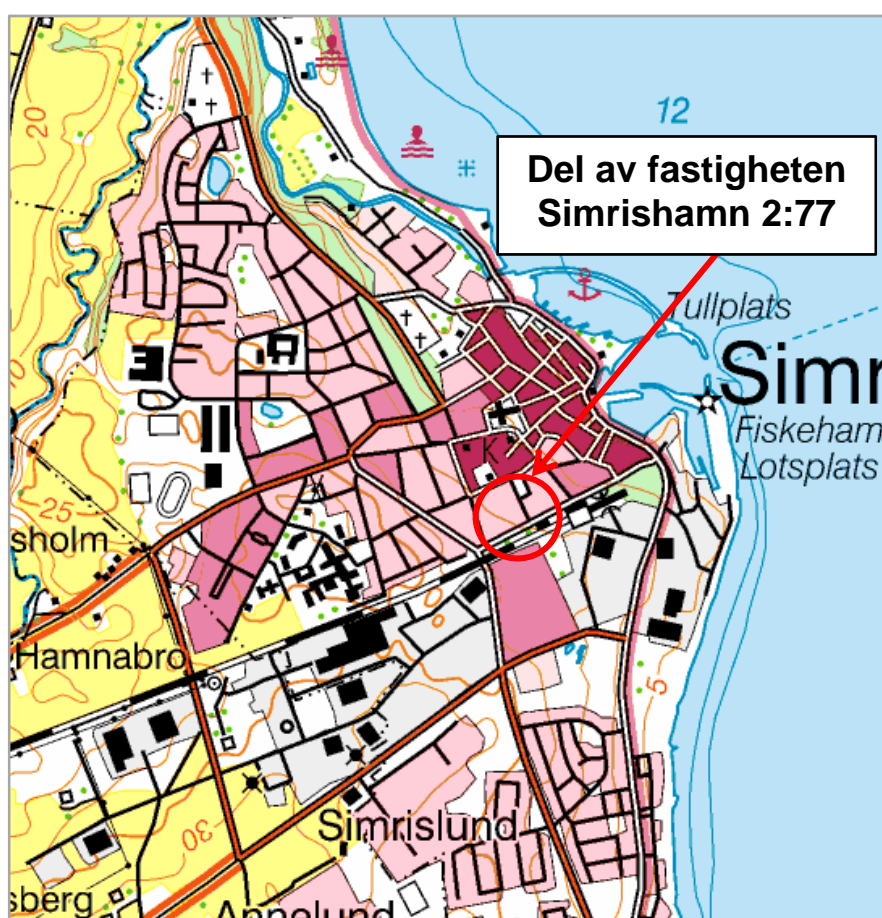 20
12
Del av fastigheten
Simrishamn 2:77
Tullplats
Simr
Fiskeham
Lotsplats
10
K
25
sholm
Hamnabro
5
30
Simrislund
sberg
Annelund